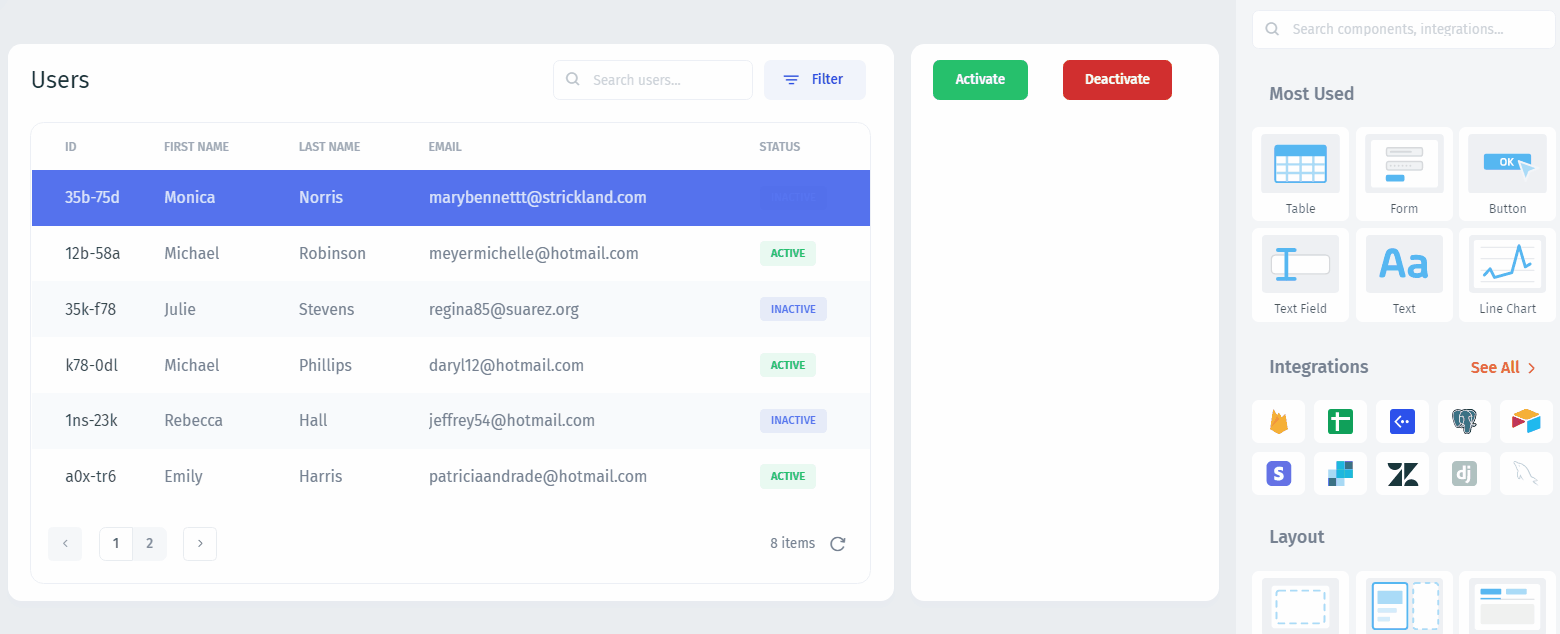 Users
Search users...
Filter
ID FIRST NAME LAST NAME EMAIL STATUS
35b-75d Monica Norris marybennettt@strickland.com INACTIVE
12b-58a Michael Robinson meyermichelle@hotmail.com ACTIVE
35k-f78 Julie Stevens regina85@suarez.org INACTIVE
k78-0dl Michael Phillips daryl12@hotmail.com ACTIVE
1ns-23k Rebecca Hall jeffrey54@hotmail.com INACTIVE
a0x-tr6 Emily Harris patriciaandrade@hotmail.com ACTIVE
1 2
8 items
Activate
Deactivate
Search components, integrations...
Most Used
OK
Table Form Button
Aa
Text Field Text Line Chart
Integrations
See All
S
dj
Layout